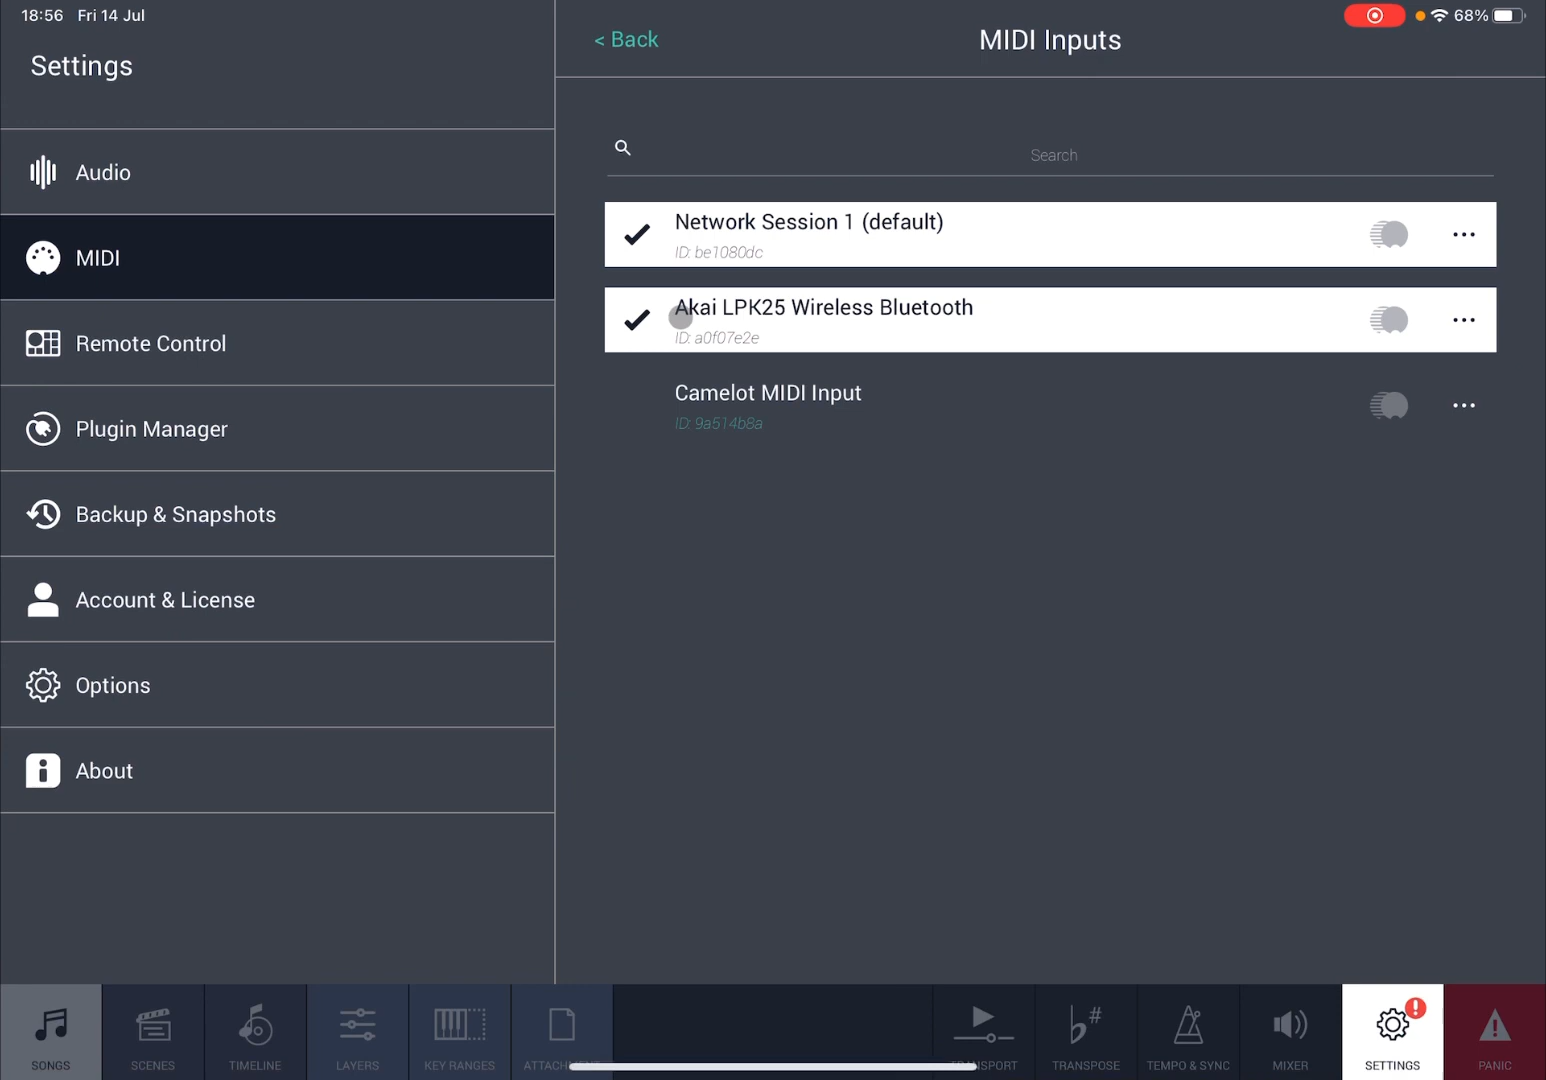 18:56 Fri 14 Jul
68%
Settings
< Back
MIDI Inputs
Audio
MIDI
Remote Control
Plugin Manager
Backup & Snapshots
Account & License
Options
About
Search
Network Session 1 (default)
ID: be1080dc
Akai LPK25 Wireless Bluetooth
ID: a0f07e2e
Camelot MIDI Input
ID: 9a514b8a
SONGS
SCENES
TIMELINE
LAYERS
KEY RANGES
TRANSPOSE
TEMPO & SYNC
MIXER
SETTINGS
PANIC